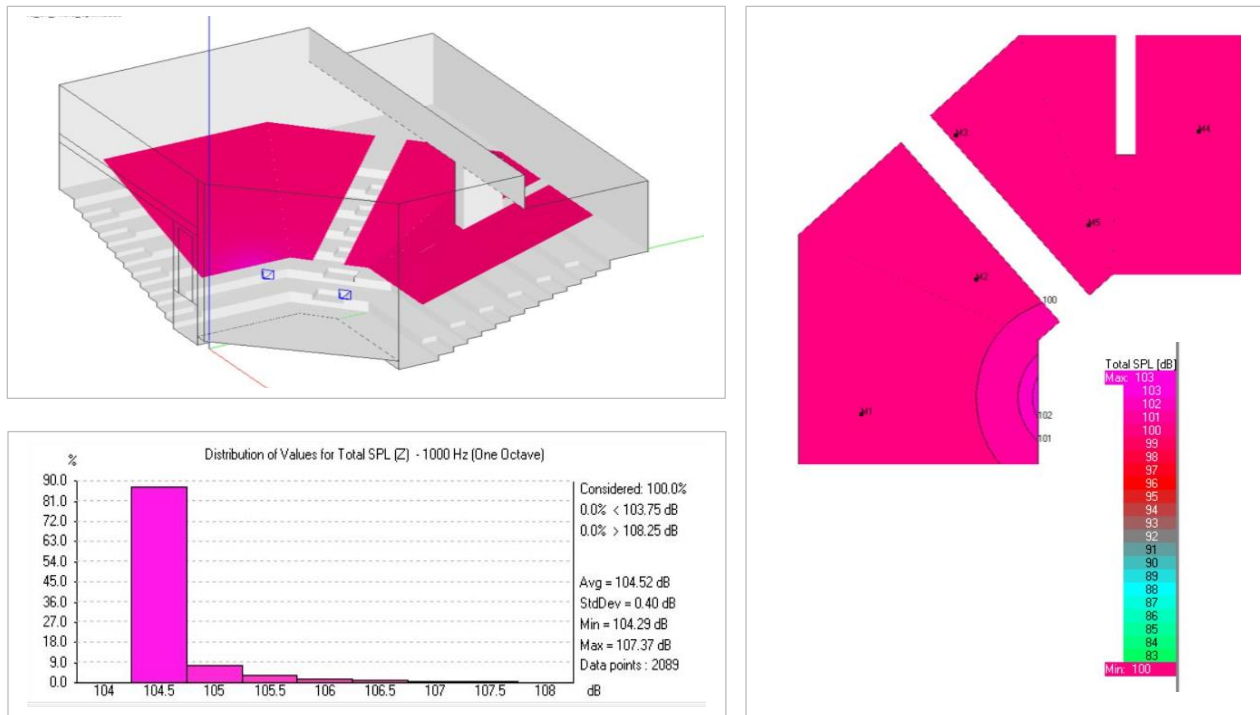 Distribution of Values for Total SPL (Z) - 1000 Hz (One Octave)
%
90.0
81.0
72.0
63.0
54.0
45.0
36.0
27.0
18.0
9.0
0.0
104 104.5 105 105.5 106 106.5 107 107.5 108 dB
Considered: 100.0%
0.0% < 103.75 dB
0.0% > 108.25 dB
Avg = 104.52 dB
StdDev = 0.40 dB
Min = 104.29 dB
Max = 107.37 dB
Data points : 2089
M3
M4
M5
M2
100
M1
102
101
Total SPL [dB]
Max: 103
103
102
101
100
99
98
97
96
95
94
93
92
91
90
89
88
87
86
85
84
83
Min: 100